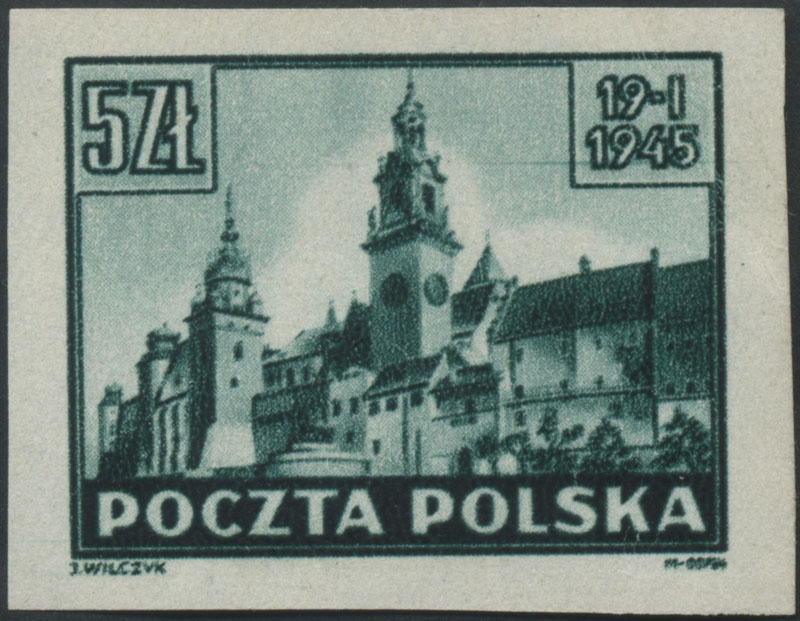 5ZŁ
19-I
1945
POCZTA POLSKA
J. WILCZYK